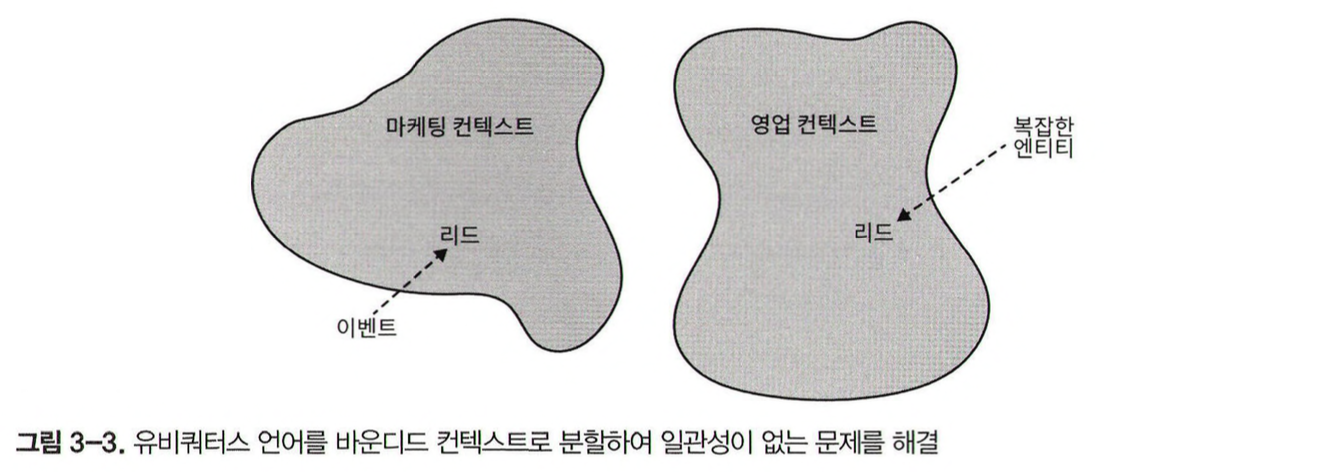 마케팅 컨텍스트
리드
이벤트
영업 컨텍스트
리드
복잡한
엔티티
그림 3–3. 유비쿼터스 언어를 바운디드 컨텍스트로 분할하여 일관성이 없는 문제를 해결